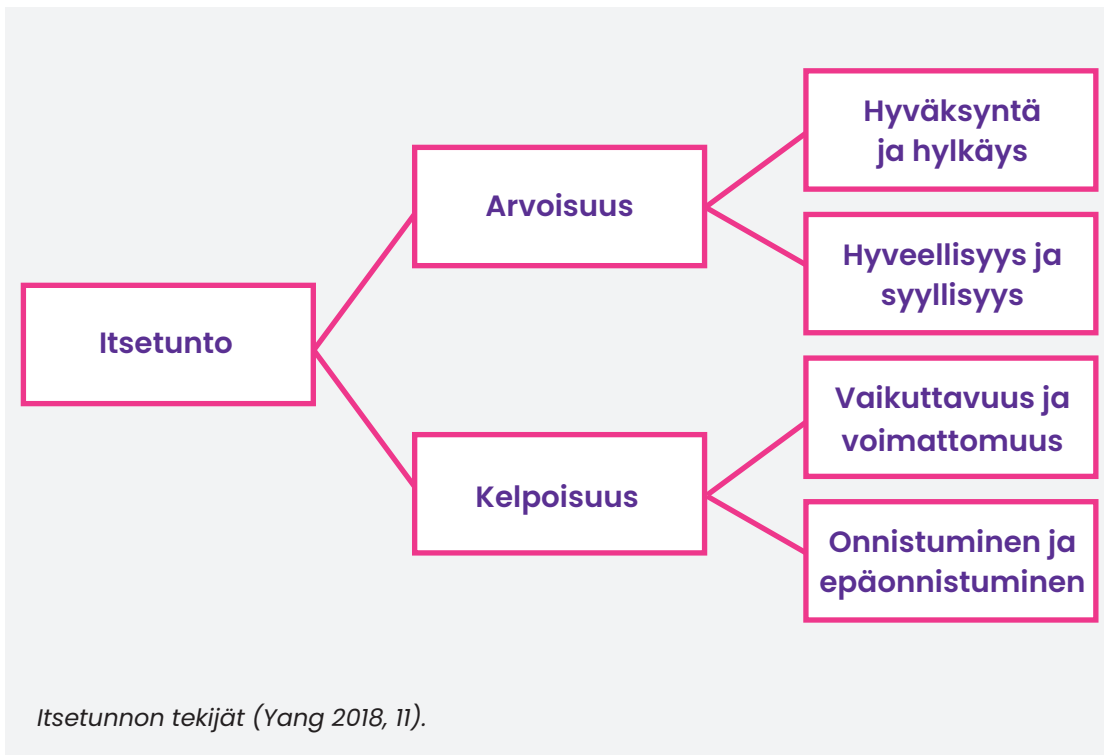 Itsetunto
Arvoisuus
Hyväksyntä
ja hylkäys
Hyveellisyys ja
syyllisyys
Kelpoisuus
Vaikuttavuus ja
voimattomuus
Onnistuminen ja
epäonnistuminen
Itsetunnon tekijät (Yang 2018, 11).